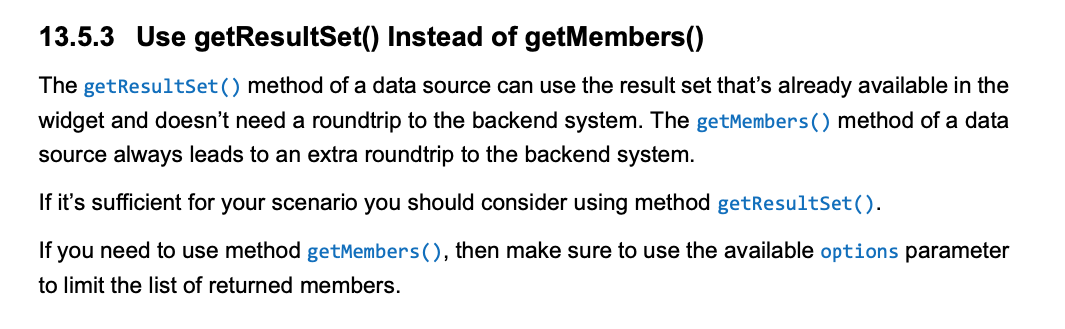 13.5.3 Use getResultSet() Instead of getMembers()
The getResultSet() method of a data source can use the result set that’s already available in the
widget and doesn’t need a roundtrip to the backend system. The getMembers() method of a data
source always leads to an extra roundtrip to the backend system.
If it’s sufficient for your scenario you should consider using method getResultSet().
If you need to use method getMembers(), then make sure to use the available options parameter
to limit the list of returned members.